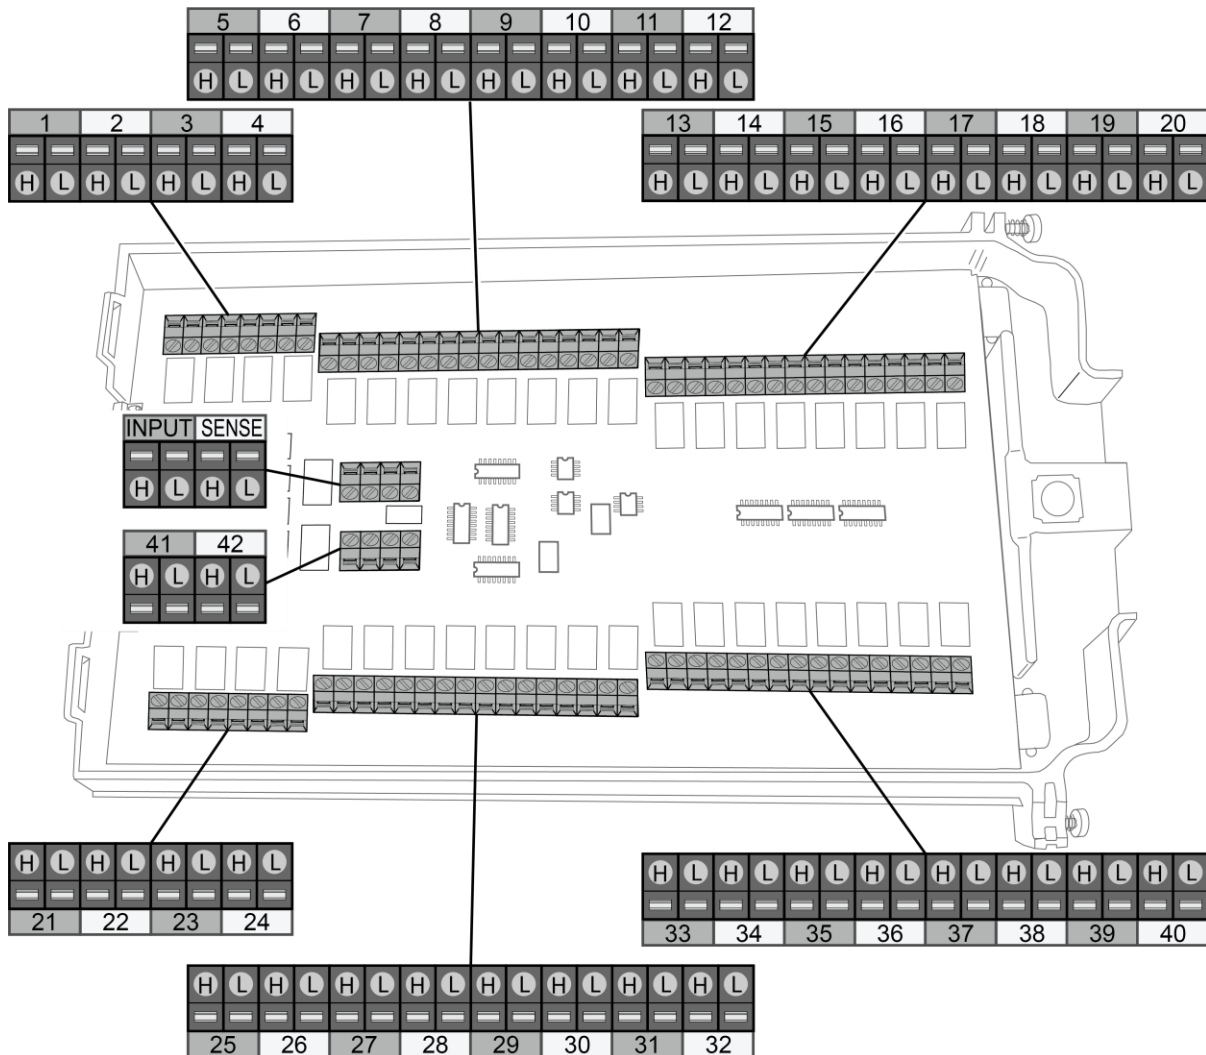 5 6 7 8 9 10 11 12
H L H L H L H L H L H L H L H L
1 2 3 4
H L H L H L H L
13 14 15 16 17 18 19 20
H L H L H L H L H L H L H L H L
INPUT SENSE
H L H L
41 42
H L H L
H L H L H L H L
21 22 23 24
H L H L H L H L H L H L H L H L
33 34 35 36 37 38 39 40
H L H L H L H L H L H L H L H L
25 26 27 28 29 30 31 32